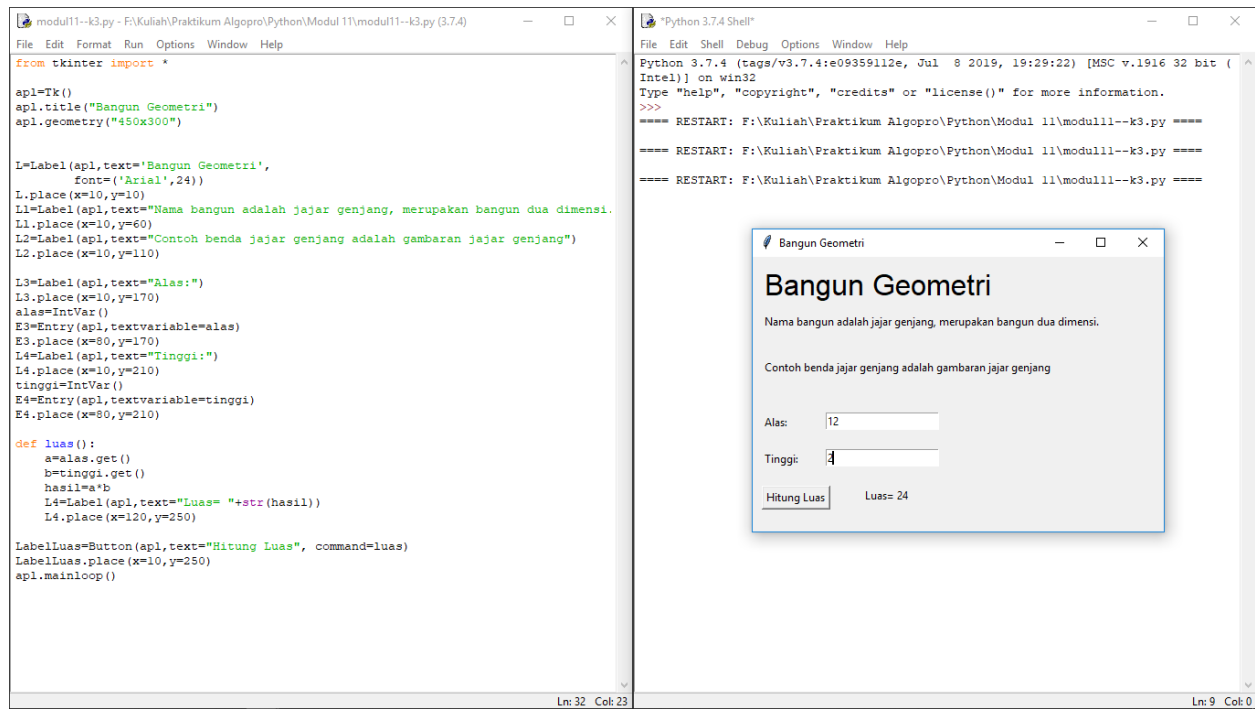 modul11--k3.py - F:\Kuliah\Praktikum Algopro\Python\Modul 11\modul11--k3.py (3.7.4)
File Edit Format Run Options Window Help
from tkinter import *
apl=Tk()
apl.title("Bangun Geometri")
apl.geometry("450x300")
L=Label(apl,text='Bangun Geometri',
font=('Arial',24))
L.place(x=10,y=10)
L1=Label(apl,text="Nama bangun adalah jajar genjang, merupakan bangun dua dimensi.
L1.place(x=10,y=60)
L2=Label(apl,text="Contoh benda jajar genjang adalah gambaran jajar genjang")
L2.place(x=10,y=110)
L3=Label(apl,text="Alas:")
L3.place(x=10,y=170)
alas=IntVar()
E3=Entry(apl,textvariable=alas)
E3.place(x=80,y=170)
L4=Label(apl,text="Tinggi:")
L4.place(x=10,y=210)
tinggi=IntVar()
E4=Entry(apl,textvariable=tinggi)
E4.place(x=80,y=210)
def luas():
    a=alas.get()
    b=tinggi.get()
    hasil=a*b
    L4=Label(apl,text="Luas= "+str(hasil))
    L4.place(x=120,y=250)
LabelLuas=Button(apl,text="Hitung Luas", command=luas)
LabelLuas.place(x=10,y=250)
apl.mainloop()
Ln: 32 Col: 23
*Python 3.7.4 Shell*
File Edit Shell Debug Options Window Help
Python 3.7.4 (tags/v3.7.4:e09359112e, Jul  8 2019, 19:29:22) [MSC v.1916 32 bit (
Intel)] on win32
Type "help", "copyright", "credits" or "license()" for more information.
>>>
==== RESTART: F:\Kuliah\Praktikum Algopro\Python\Modul 11\modul11--k3.py ====
==== RESTART: F:\Kuliah\Praktikum Algopro\Python\Modul 11\modul11--k3.py ====
==== RESTART: F:\Kuliah\Praktikum Algopro\Python\Modul 11\modul11--k3.py ====
Bangun Geometri
Bangun Geometri
Nama bangun adalah jajar genjang, merupakan bangun dua dimensi.
Contoh benda jajar genjang adalah gambaran jajar genjang
Alas: 12
Tinggi: 2
Hitung Luas Luas= 24
Ln: 9 Col: 0